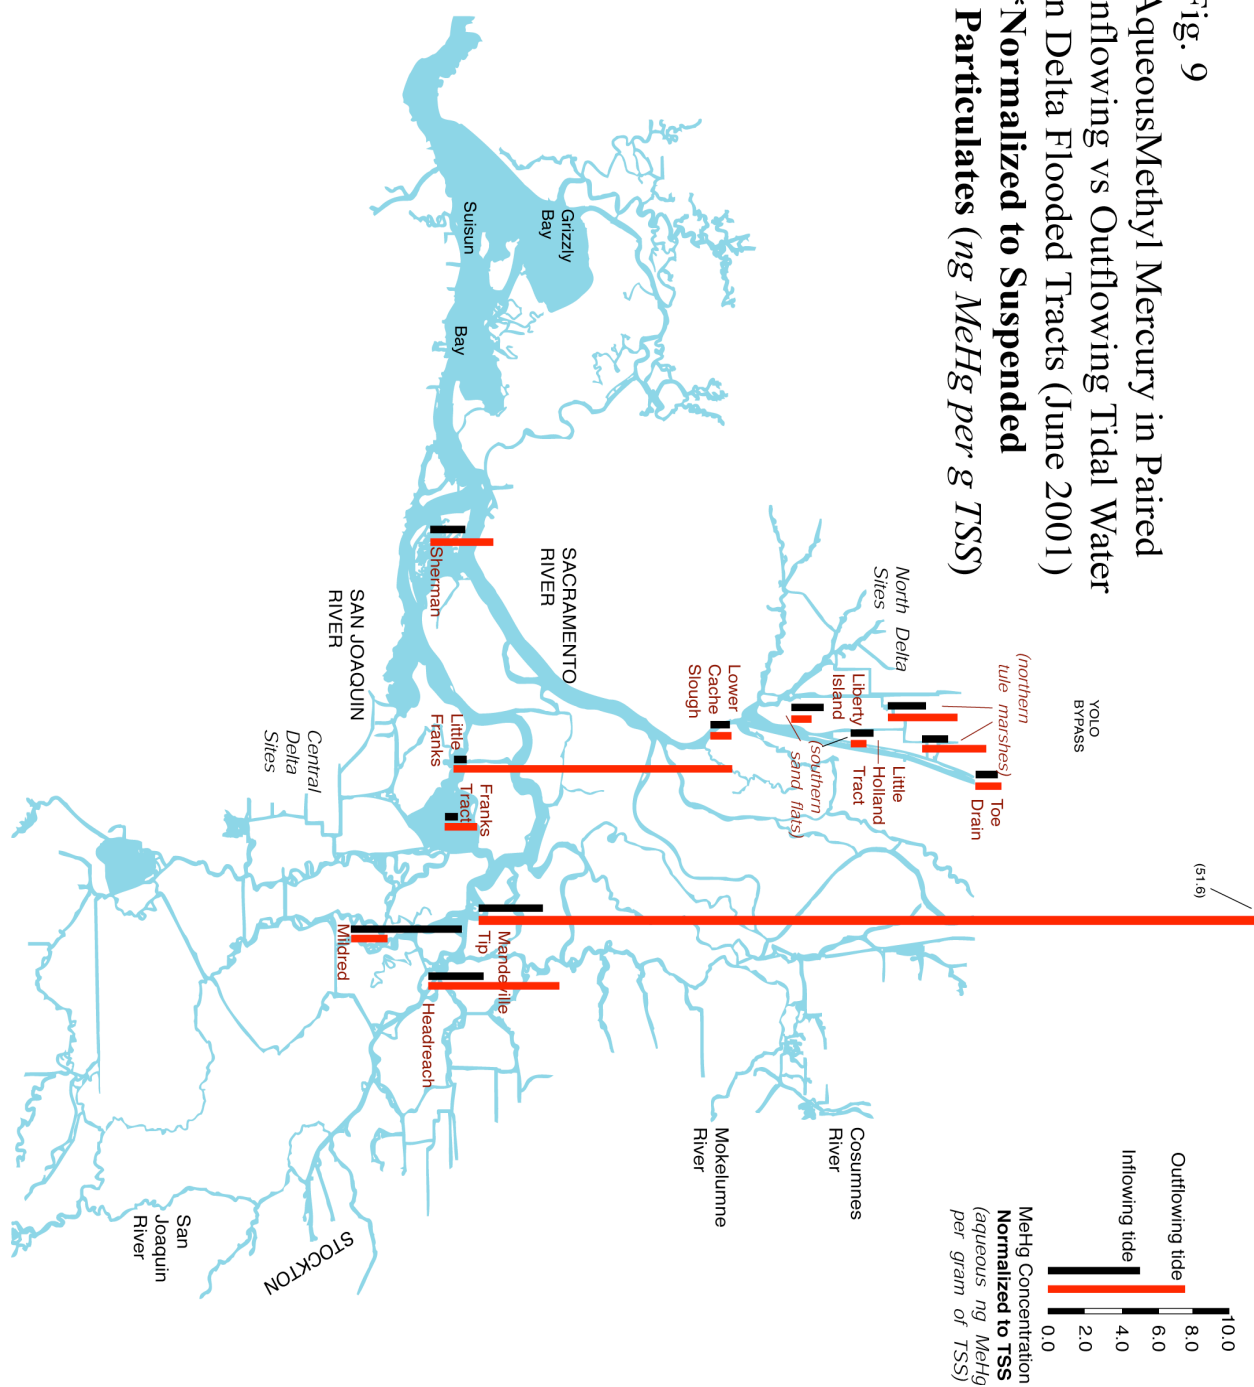 Fig. 9
AqueousMethyl Mercury in Paired
nflowing vs Outflowing Tidal Water
n Delta Flooded Tracts (June 2001)
*Normalized to Suspended
Particulates (ng MeHg per g TSS)
Outflowing tide
Inflowing tide
10.0
8.0
6.0
4.0
2.0
0.0
MeHg Concentration
Normalized to TSS
(aqueous ng MeHg
per gram of TSS)
(51.6)
YOLO
BYPASS
(northern
tule marshes)
Toe
Drain
North Delta
Sites
Liberty
Island
Little
Holland
Tract
(southern
sand flats)
Lower
Cache
Slough
Grizzly
Bay
Suisun
Bay
SACRAMENTO
RIVER
Sherman
SAN JOAQUIN
RIVER
Little
Franks
Franks
Tract
Central
Delta
Sites
Mandeville
Tip
Mildred
Headreach
Cosumnes
River
Mokelumne
River
STOCKTON
San
Joaquin
River